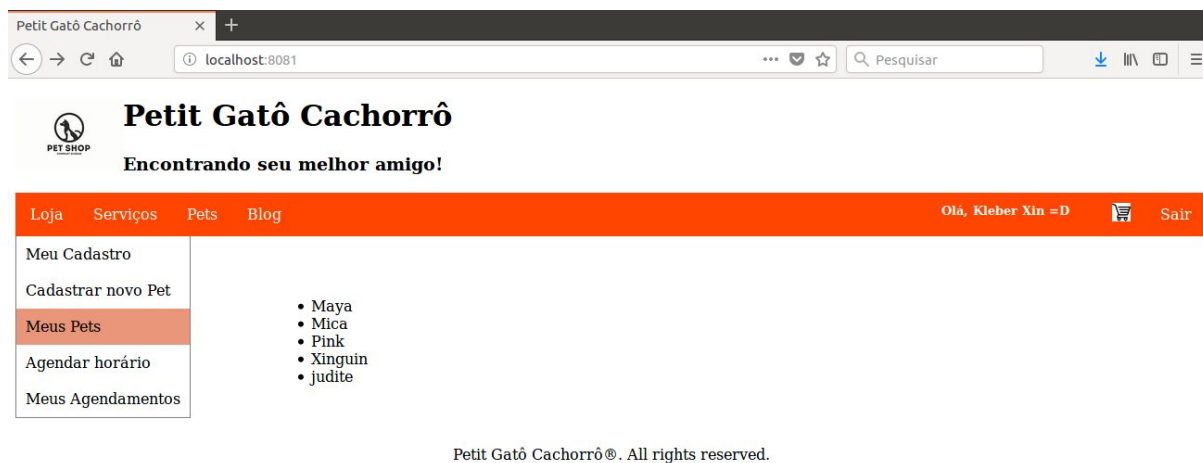 Petit Gatô Cachorrô
localhost:8081
Pesquisar
PET SHOP
Petit Gatô Cachorrô
Encontrando seu melhor amigo!
Loja Serviços Pets Blog Olá, Kleber Xin =D Sair
Meu Cadastro
Cadastrar novo Pet
Meus Pets
Agendar horário
Meus Agendamentos
• Maya
• Mica
• Pink
• Xinguin
• judite
Petit Gatô Cachorrô®. All rights reserved.